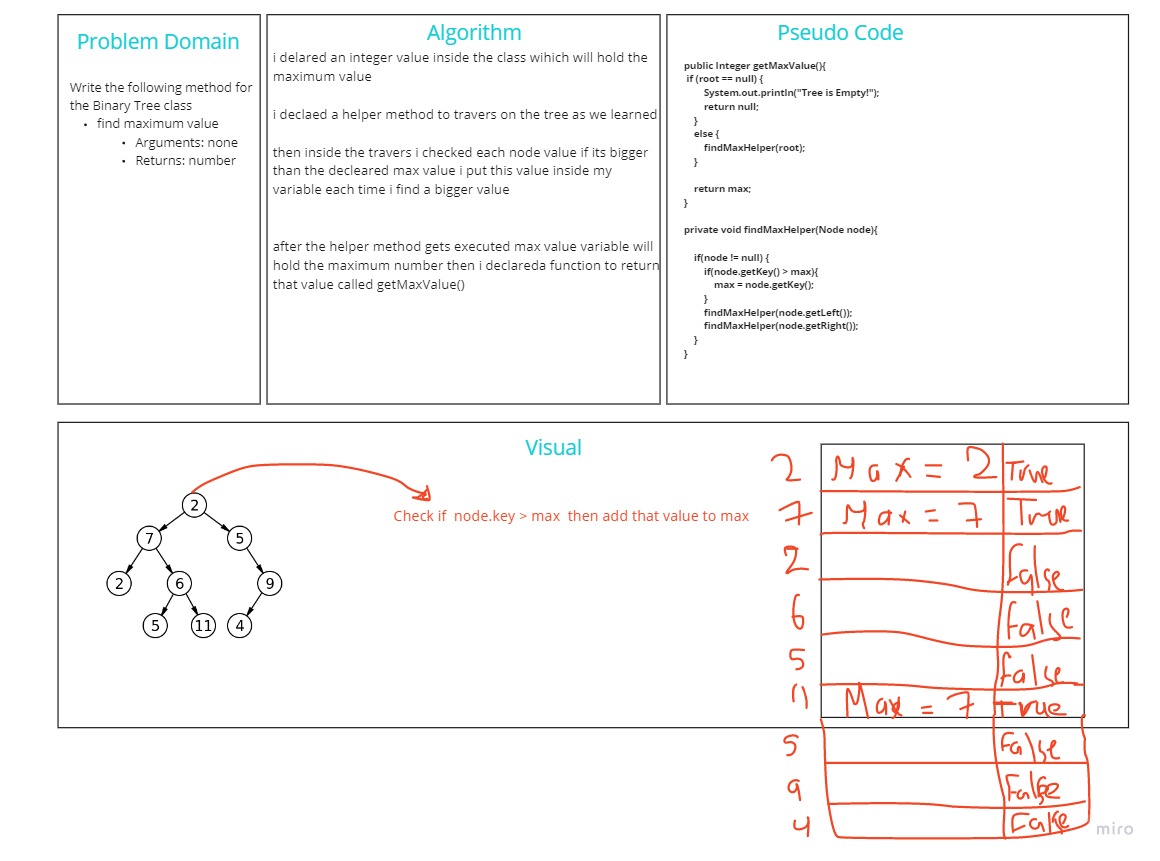 Problem Domain
Write the following method for
the Binary Tree class
• find maximum value
• Arguments: none
• Returns: number
Algorithm
i delared an integer value inside the class wihich will hold the
maximum value
i declaed a helper method to travers on the tree as we learned
then inside the travers i checked each node value if its bigger
than the decleared max value i put this value inside my
variable each time i find a bigger value
after the helper method gets executed max value variable will
hold the maximum number then i declareda function to return
that value called getMaxValue()
Pseudo Code
public Integer getMaxValue(){
if (root == null) {
System.out.println("Tree is Empty!");
return null;
}
else {
findMaxHelper(root);
}
return max;
}
private void findMaxHelper(Node node){
if(node != null) {
if(node.getKey() > max){
max = node.getKey();
}
findMaxHelper(node.getLeft());
findMaxHelper(node.getRight());
}
}
Visual
2
7 5
2 6 9
5 11 4
Check if node.key > max then add that value to max
2 Max = 2 True
7 Max = 7 True
2 False
6 False
5 False
11 Max = 7 True
5 False
9 False
4 False
miro